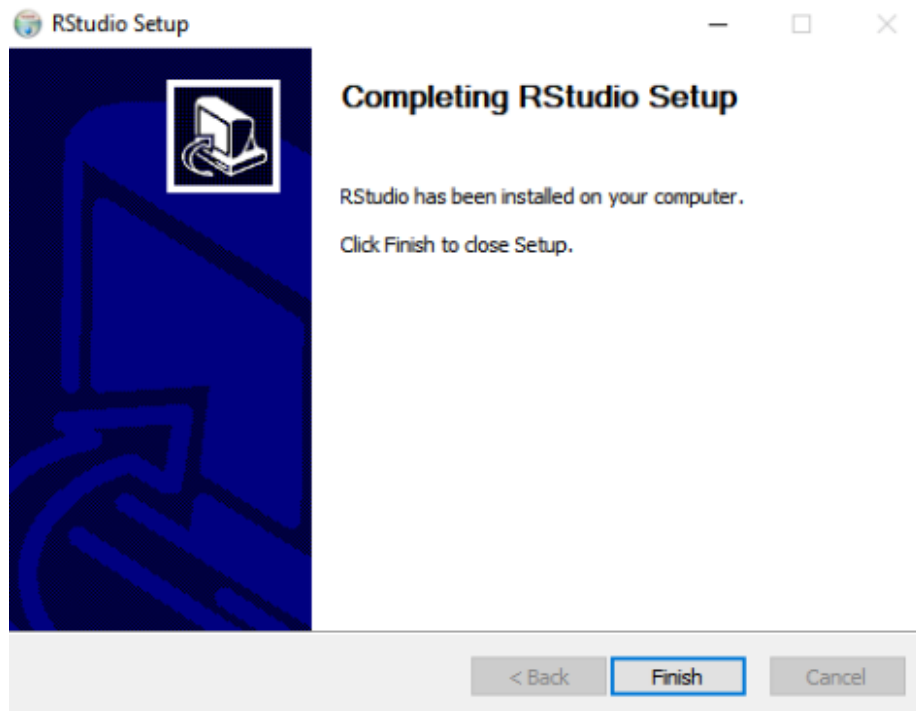 RStudio Setup
Completing RStudio Setup
RStudio has been installed on your computer.
Click Finish to close Setup.
< Back Finish Cancel